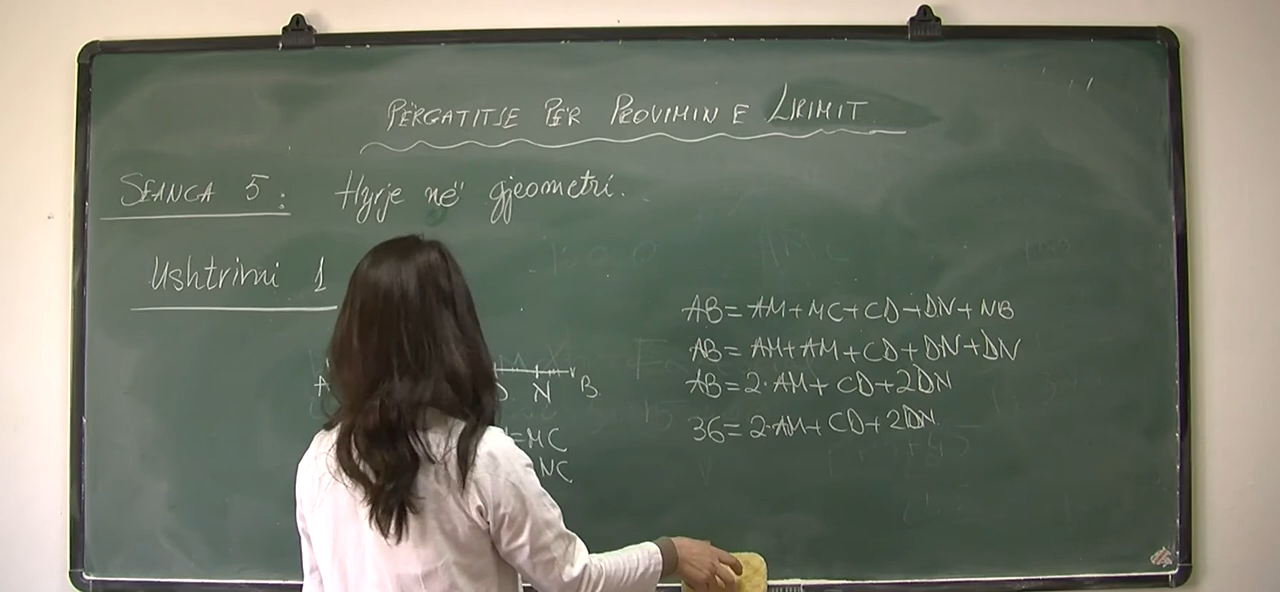 PËRGATITJE PËR PROVIMIN E LIRIMIT
SEANCA 5: Hyrje në gjeometri.
Ushtrimi 1
N B
=MC
NC
AB = AM + MC + CD + DN + NB
AB = AM + AM + CD + DN + DN
AB = 2·AM + CD + 2DN
36 = 2·AM + CD + 2DN